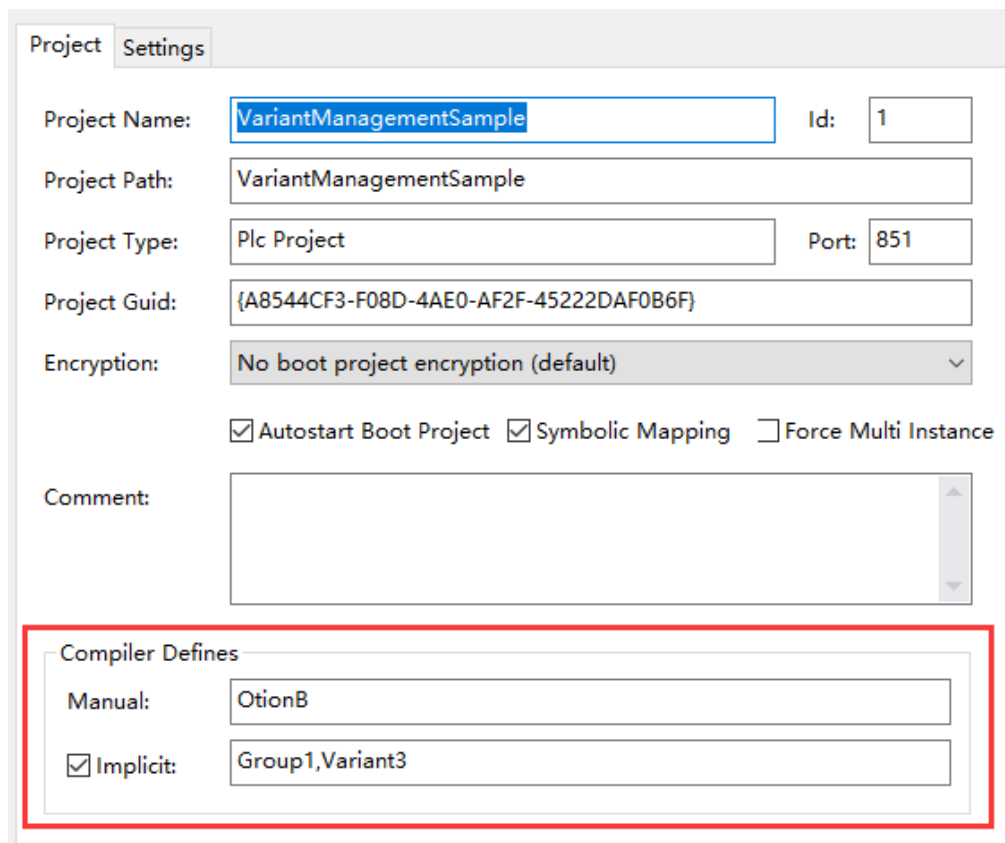 Project Settings
Project Name: VariantManagementSample Id: 1
Project Path: VariantManagementSample
Project Type: Plc Project Port: 851
Project Guid: {A8544CF3-F08D-4AE0-AF2F-45222DAF0B6F}
Encryption: No boot project encryption (default)
Autostart Boot Project Symbolic Mapping Force Multi Instance
Comment:
Compiler Defines
Manual: OtionB
Implicit: Group1,Variant3